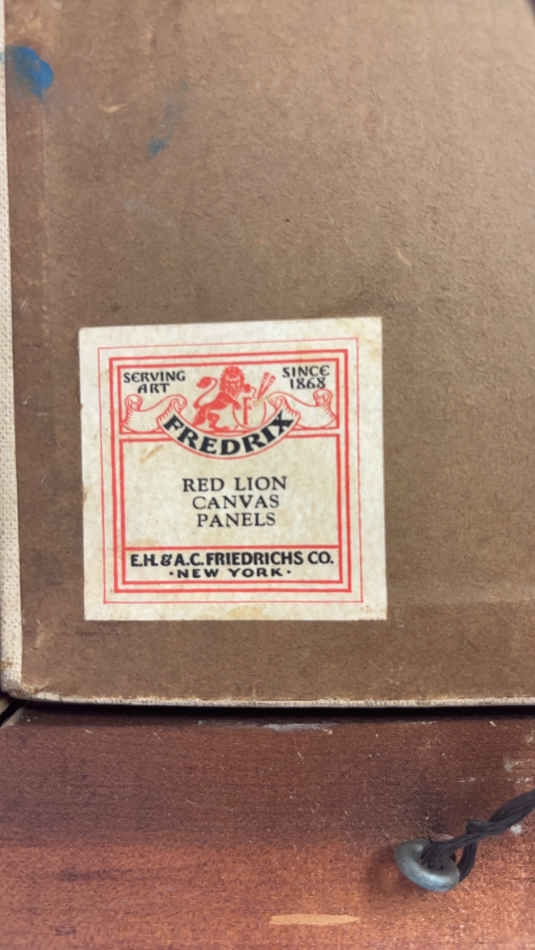 SERVING
ART
SINCE
1868
F
FREDRIX
RED LION
CANVAS
PANELS
E.H. & A.C. FRIEDRICHS CO.
·NEW YORK·